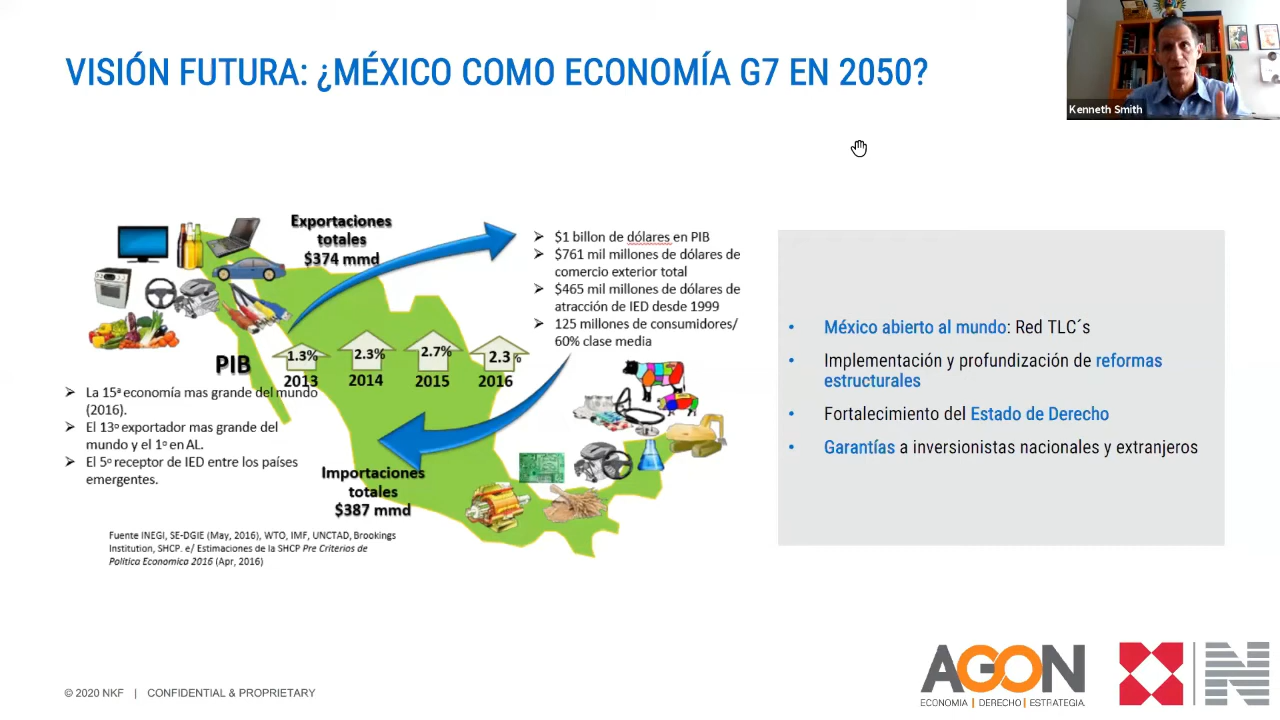 VISIÓN FUTURA: ¿MÉXICO COMO ECONOMÍA G7 EN 2050?
Kenneth Smith
Exportaciones
totales
$374 mmd
➢ $1 billon de dólares en PIB
➢ $761 mil millones de dólares de
comercio exterior total
➢ $465 mil millones de dólares de
atracción de IED desde 1999
➢ 125 millones de consumidores/
60% clase media
PIB
1.3% 2.3% 2.7% 2.3%
2013 2014 2015 2016
➢ La 15ª economía mas grande del mundo
(2016).
➢ El 13º exportador mas grande del
mundo y el 1º en AL.
➢ El 5º receptor de IED entre los países
emergentes.
Importaciones
totales
$387 mmd
Fuente INEGI, SE-DGIE (May, 2016), WTO, IMF, UNCTAD, Brookings
Institution, SHCP. e/ Estimaciones de la SHCP Pre Criterios de
Política Economica 2016 (Apr, 2016)
• México abierto al mundo: Red TLC´s
• Implementación y profundización de reformas
estructurales
• Fortalecimiento del Estado de Derecho
• Garantías a inversionistas nacionales y extranjeros
© 2020 NKF | CONFIDENTIAL & PROPRIETARY
AGON
ECONOMIA | DERECHO | ESTRATEGIA
N